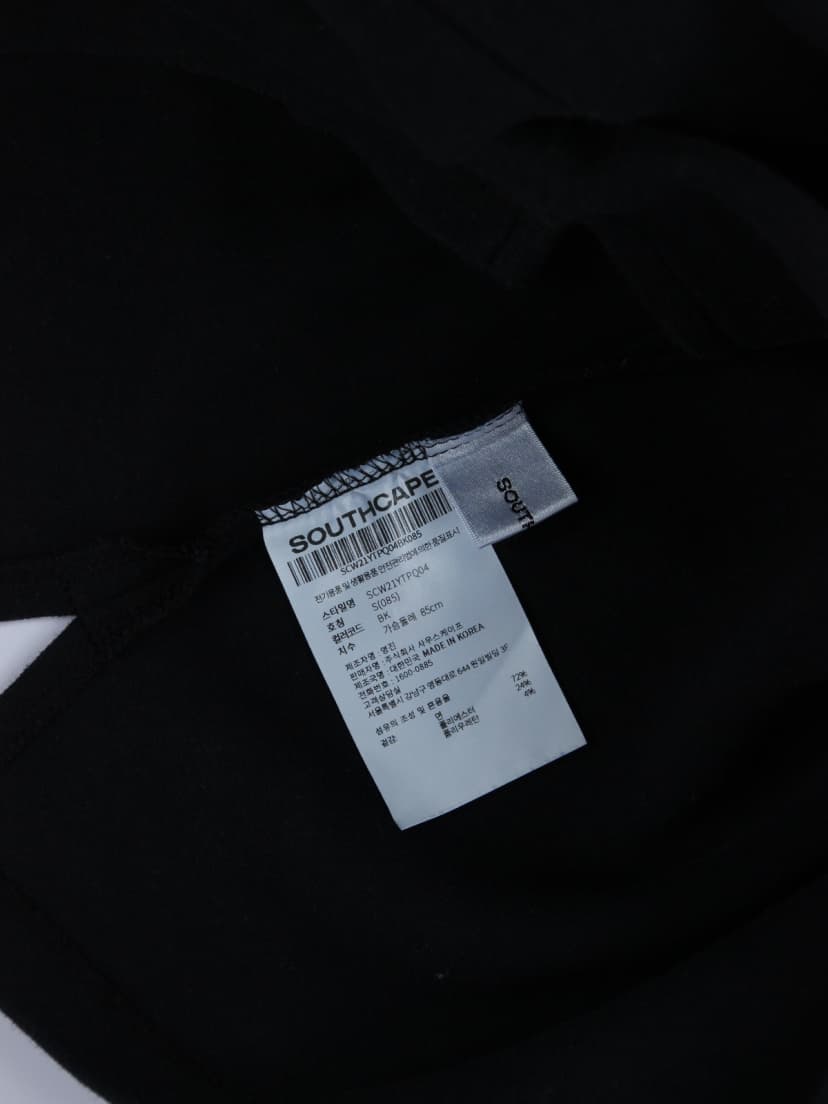 SOUTHCAPE
SCW21YTPQ04BK085
전기용품 및 생활용품 안전관리법에 의한 품질표시
스타일명 SCW21YTPQ04
호칭 S(085)
컬러코드 BK
치수 가슴둘레 85cm
제조자명 : 영진
판매자명 : 주식회사 사우스케이프
제조국명 : 대한민국 MADE IN KOREA
전화번호 : 1600-0885
고객상담실
서울특별시 강남구 영동대로 644 원일빌딩 3F
섬유의 조성 및 혼용율
겉감: 면 72%
폴리에스터 24%
폴리우레탄 4%
SOUT